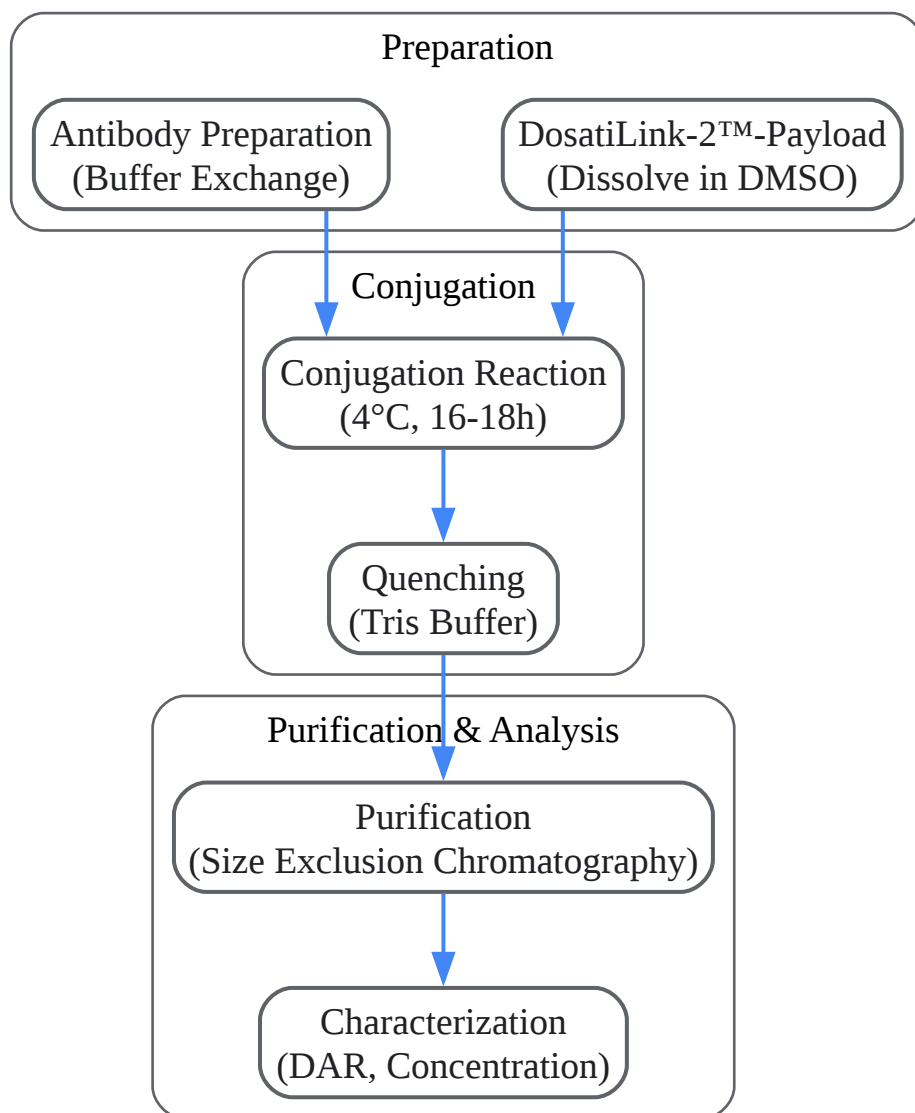 Preparation
Antibody Preparation
(Buffer Exchange)
DosatiLink-2™-Payload
(Dissolve in DMSO)
Conjugation
Conjugation Reaction
(4°C, 16-18h)
Quenching
(Tris Buffer)
Purification & Analysis
Purification
(Size Exclusion Chromatography)
Characterization
(DAR, Concentration)